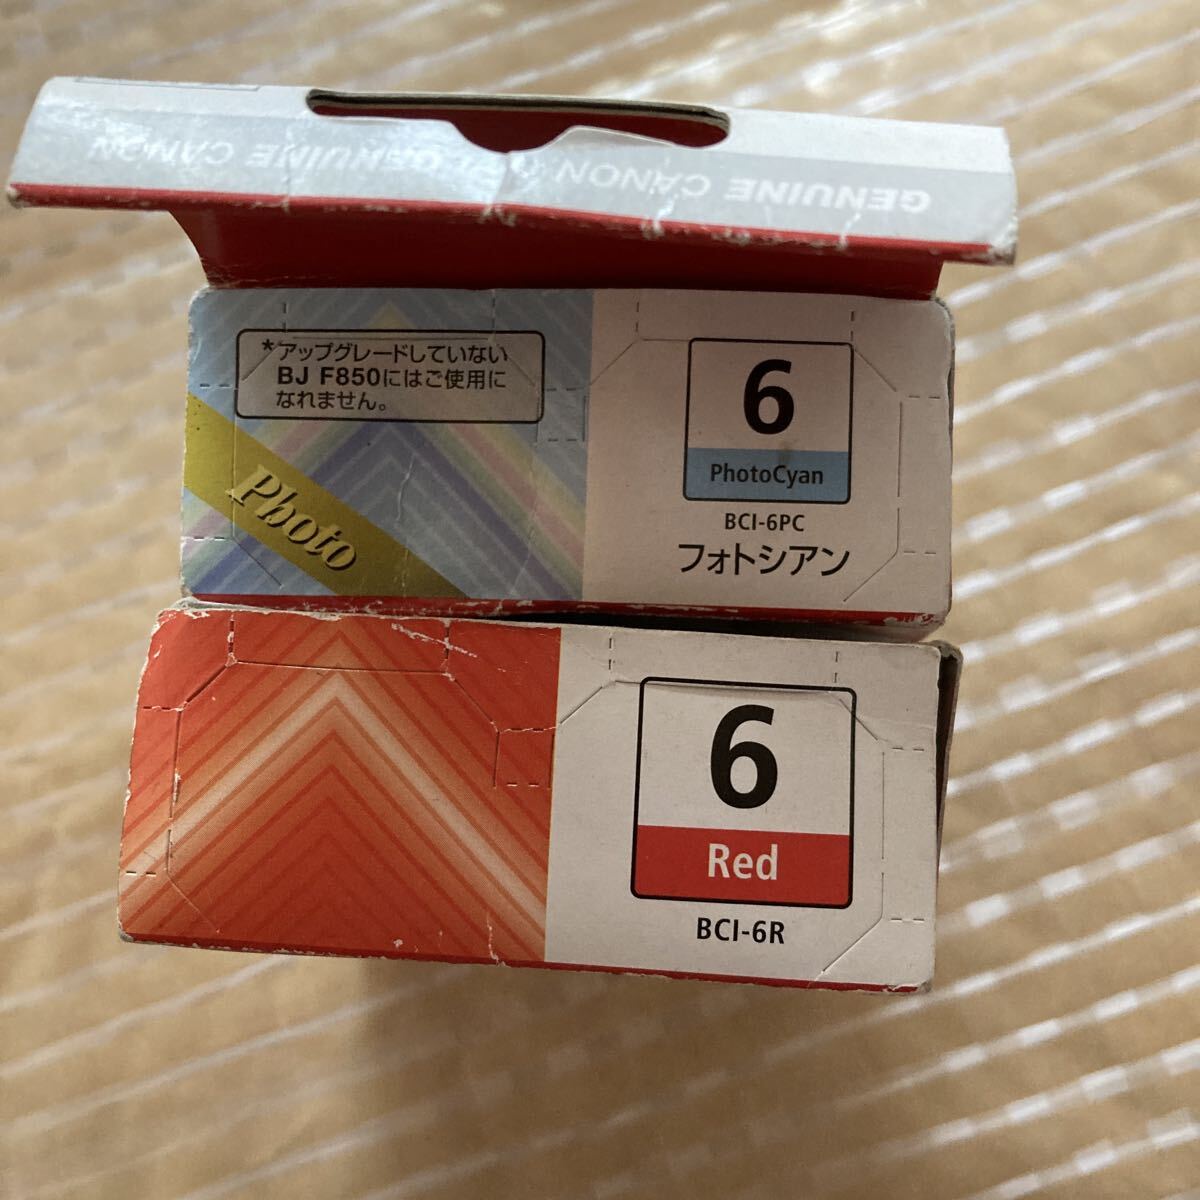 GENUINE CANON GENUINE CANON
*アップグレードしていない
BJ F850にはご使用に
なれません。
Photo
6
PhotoCyan
BCI-6PC
フォトシアン
6
Red
BCI-6R